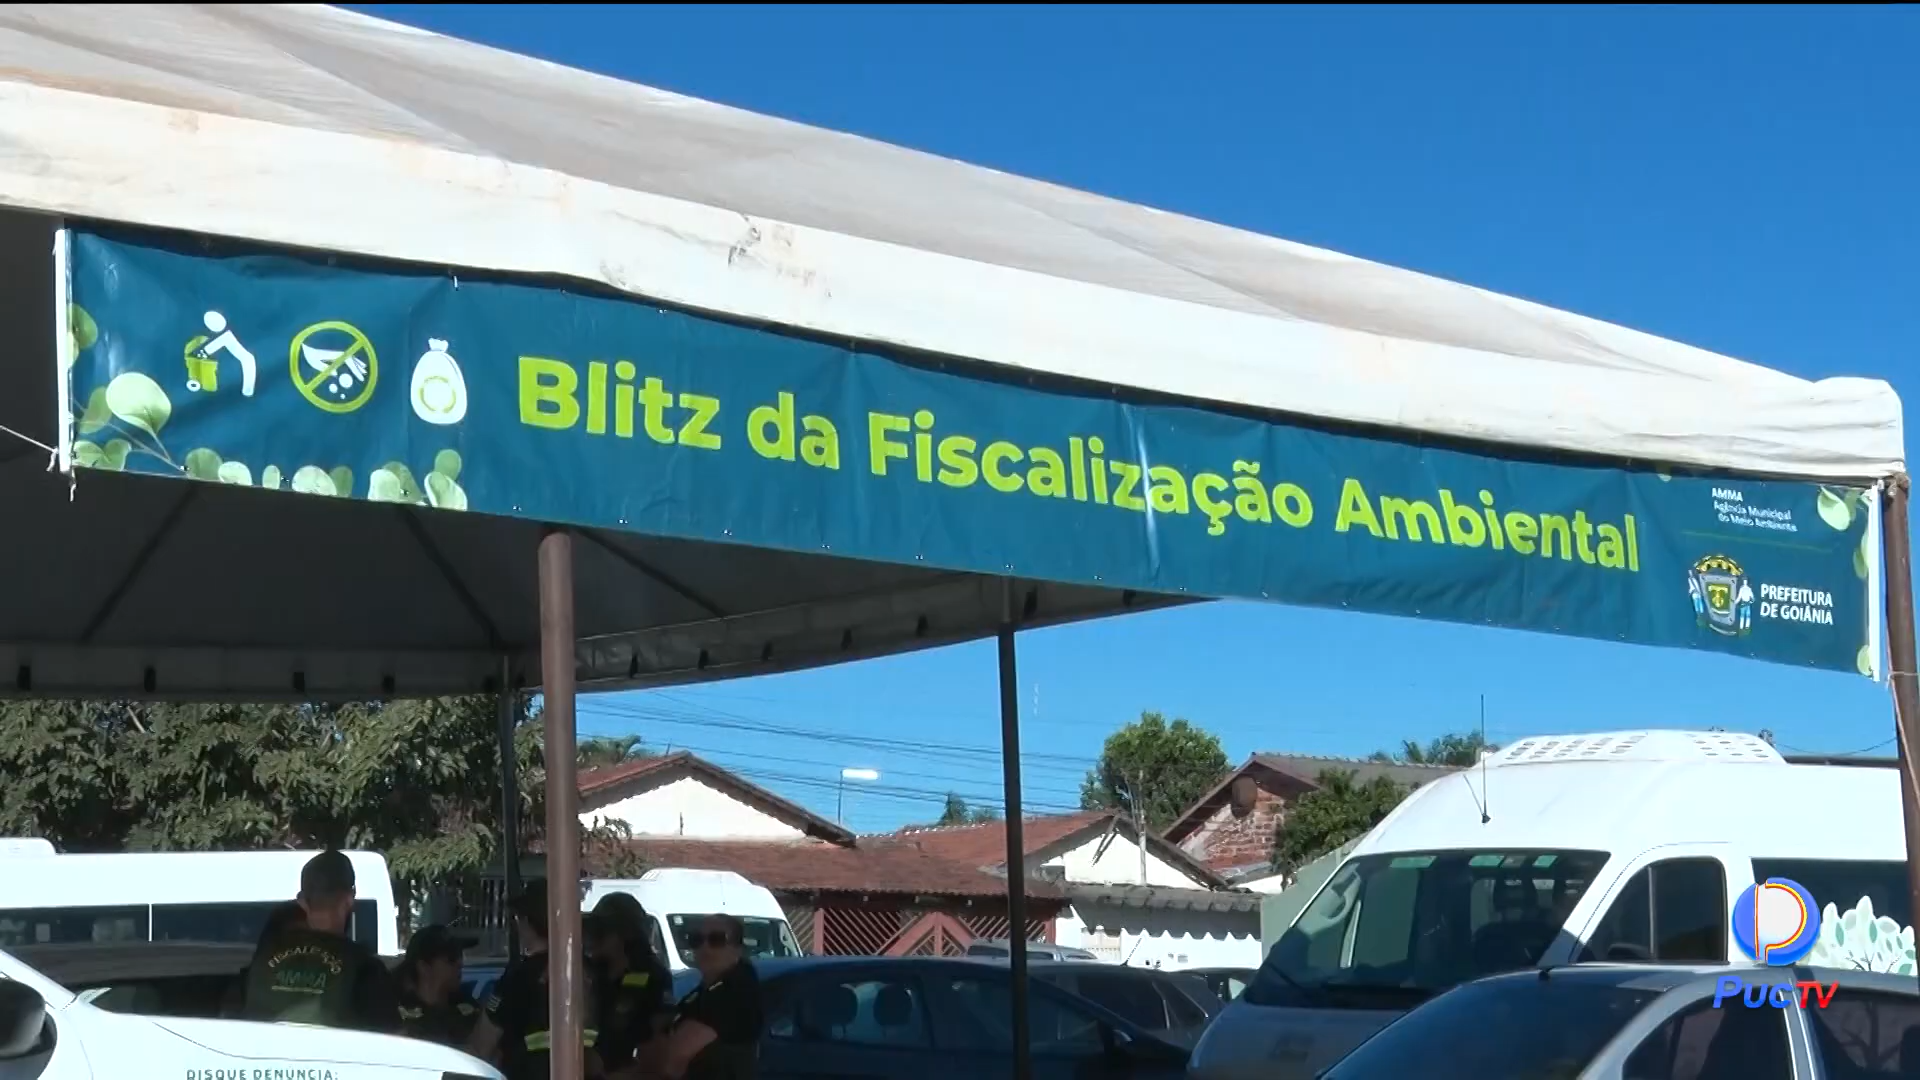 Blitz da Fiscalização Ambiental
AMMA
Agência Municipal
do Meio Ambiente
PREFEITURA
DE GOIÂNIA
FISCALIZAÇÃO
AMMA
PUCTV
DISQUE DENUNCIA: